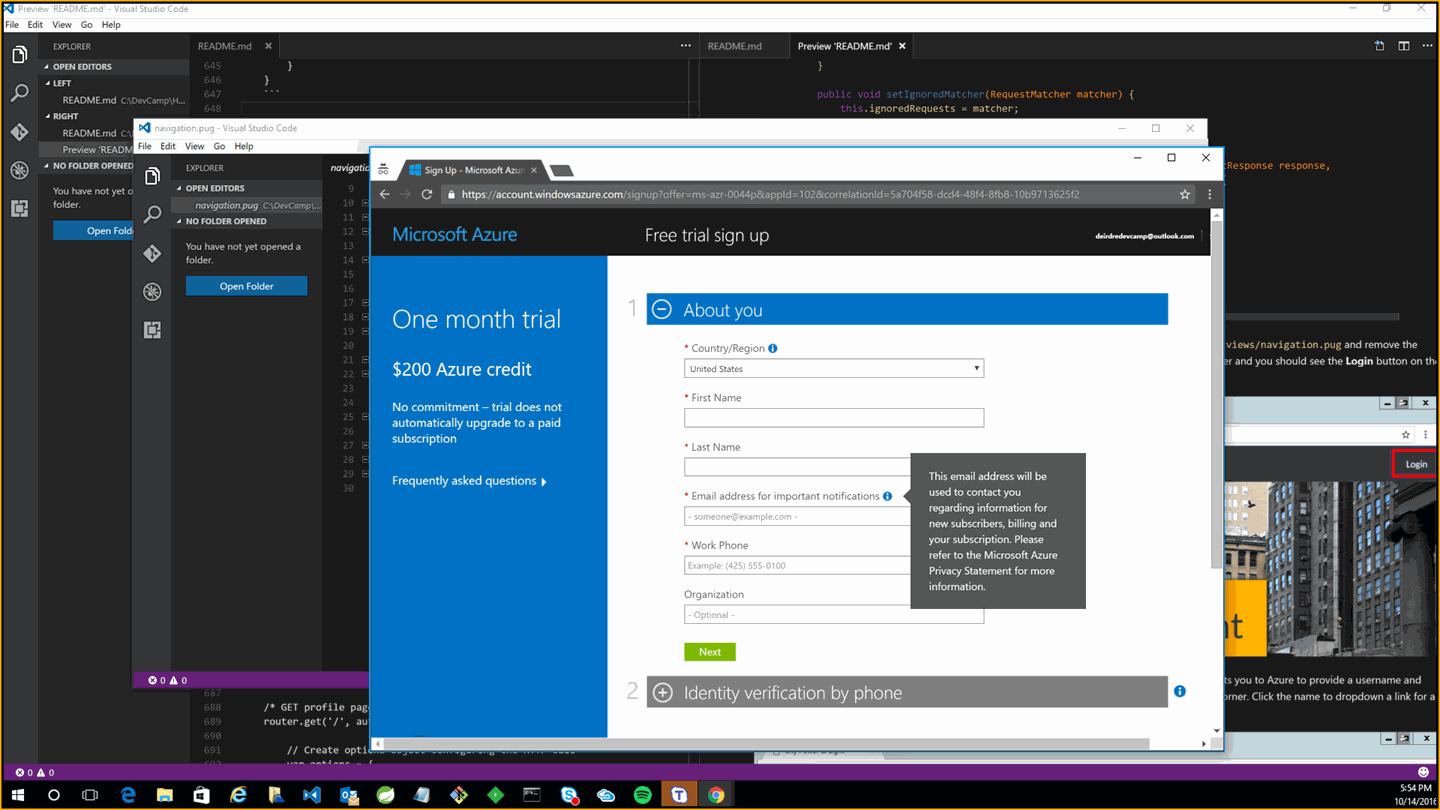 Preview 'README.md' - Visual Studio Code
File Edit View Go Help
EXPLORER
OPEN EDITORS
LEFT
README.md C:\DevCamp\H...
RIGHT
README.md C:\DevCamp\H...
Preview 'READM
NO FOLDER OPENED
You have not yet o
folder.
Open Fold
README.md
645 }
646 }
647 ```
648
README.md
Preview 'README.md'
}
public void setIgnoredMatcher(RequestMatcher matcher) {
this.ignoredRequests = matcher;
tResponse response,
views/navigation.pug and remove the
er and you should see the Login button on the
Login
nt
ts you to Azure to provide a username and
orner. Click the name to dropdown a link for a
navigation.pug - Visual Studio Code
File Edit View Go Help
EXPLORER
OPEN EDITORS
navigation.pug C:\DevCamp\...
NO FOLDER OPENED
You have not yet opened a
folder.
Open Folder
navigation
9
10
11
12
13
14
15
16
17
18
19
20
21
22
23
24
25
26
27
28
29
30
0 0
Sign Up - Microsoft Azur
https://account.windowsazure.com/signup?offer=ms-azr-0044p&appId=102&correlationId=5a704f58-dcd4-48f4-8fb8-10b9713625f2
Microsoft Azure
Free trial sign up
deirdredevcamp@outlook.com
One month trial
$200 Azure credit
No commitment – trial does not
automatically upgrade to a paid
subscription
Frequently asked questions
1 About you
* Country/Region
United States
* First Name
* Last Name
* Email address for important notifications
- someone@example.com -
* Work Phone
Example: (425) 555-0100
Organization
- Optional -
This email address will be
used to contact you
regarding information for
new subscribers, billing and
your subscription. Please
refer to the Microsoft Azure
Privacy Statement for more
information.
Next
2 Identity verification by phone
687
688 /* GET profile pag
689 router.get('/', au
690
691 // Create options object configuring the HTTP call
692 var options = {
0 0
5:54 PM
10/14/2016